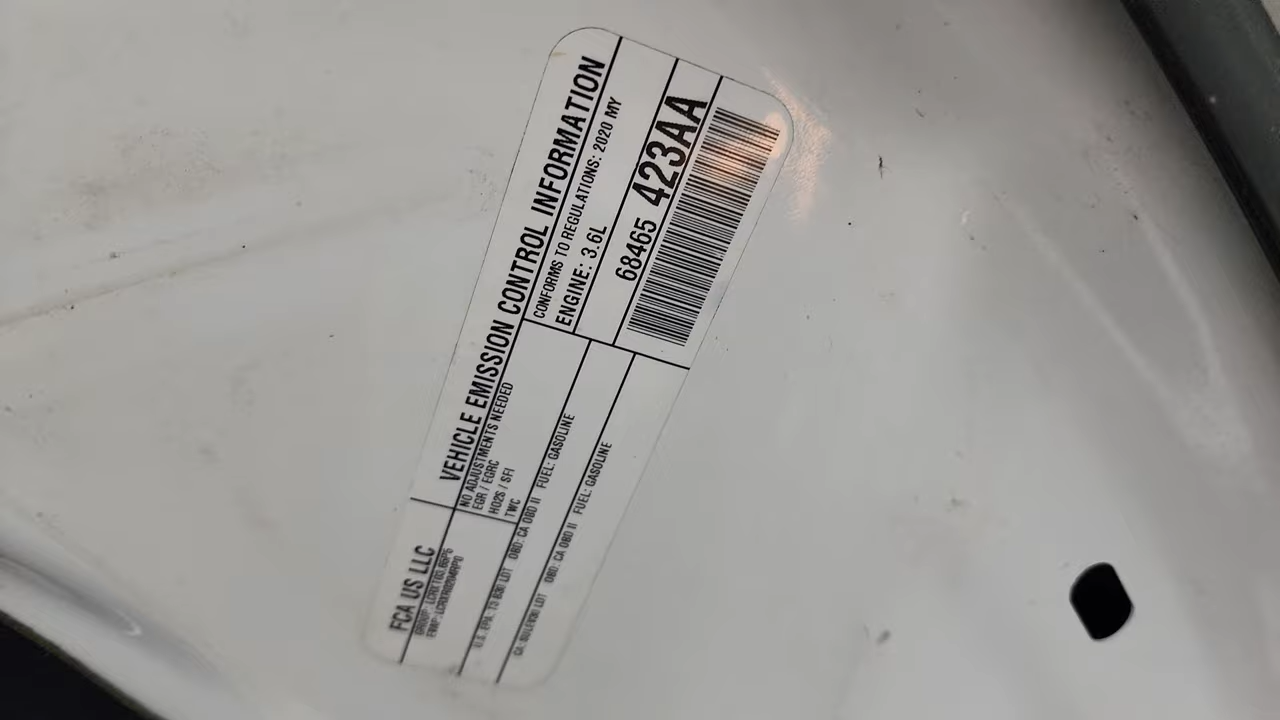 VEHICLE EMISSION CONTROL INFORMATION
CONFORMS TO REGULATIONS: 2020 MY
ENGINE: 3.6L
68465 423AA
FCA US LLC
NO ADJUSTMENTS NEEDED
EGR / EGRC
HO2S / SFI
TWC
U.S. EPA: T3 B30 LDT OBD: CA OBD II FUEL: GASOLINE
CA: SULEV30 LDT OBD: CA OBD II FUEL: GASOLINE